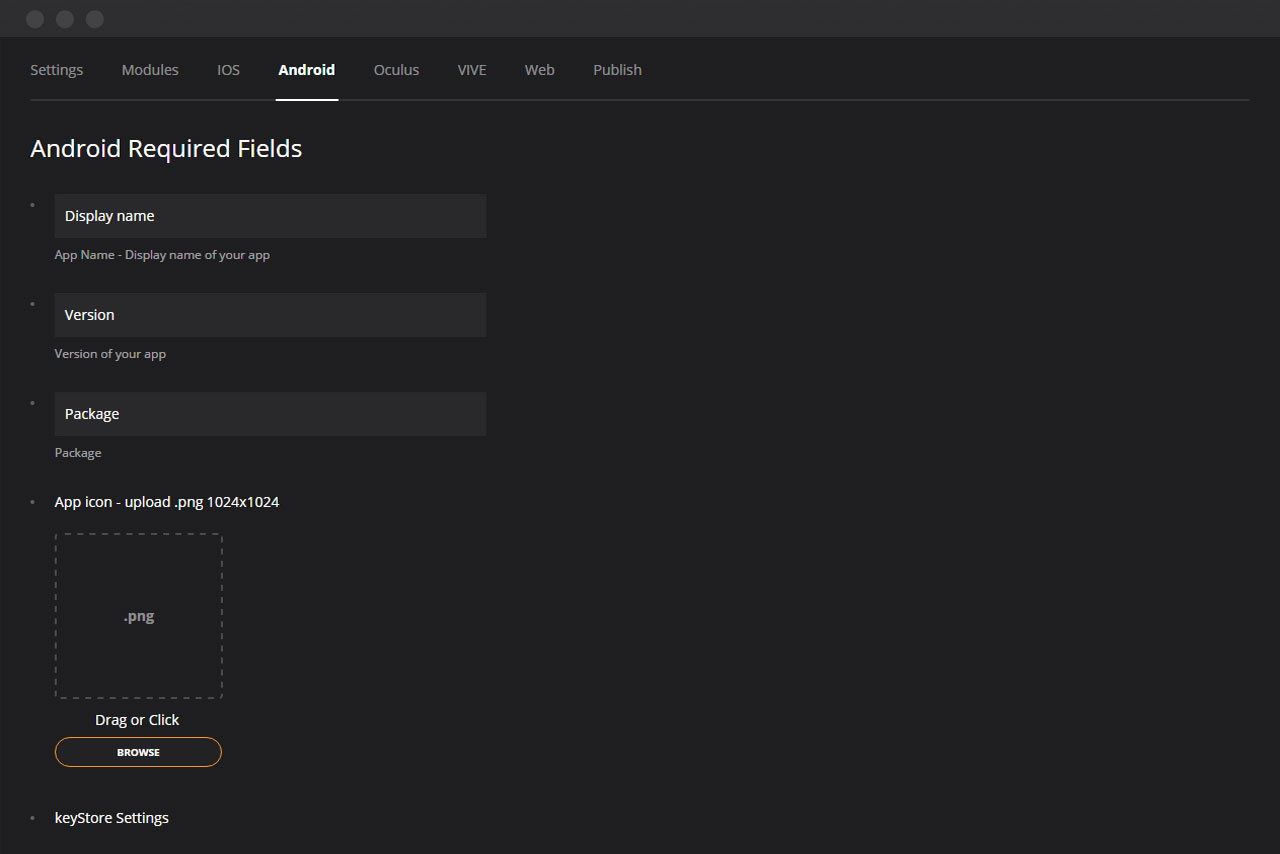 Settings Modules IOS Android Oculus VIVE Web Publish
Android Required Fields
Display name
App Name - Display name of your app
Version
Version of your app
Package
Package
App icon - upload .png 1024x1024
.png
Drag or Click
BROWSE
keyStore Settings